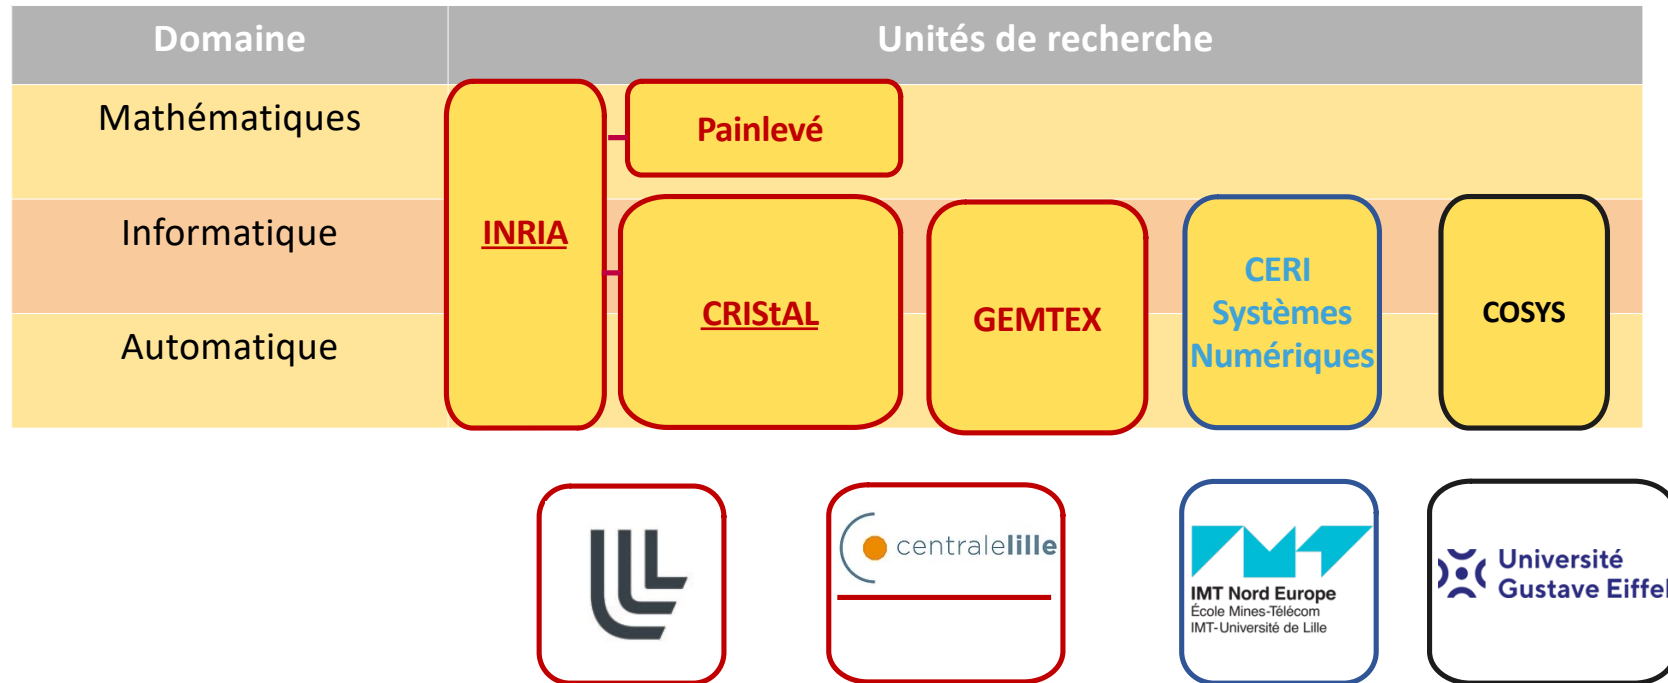 Domaine
Unités de recherche
Mathématiques
Painlevé
Informatique
INRIA
CERI
Systèmes
Numériques
CRIStAL
GEMTEX
COSYS
Automatique
centralelille
IMT Nord Europe
École Mines-Télécom
IMT-Université de Lille
Université
Gustave Eiffel